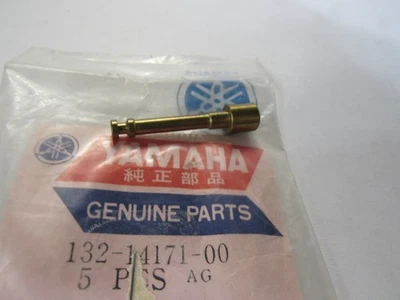 YAMAHA
純正部品
GENUINE PARTS
132-14171-00
5 PCS AG